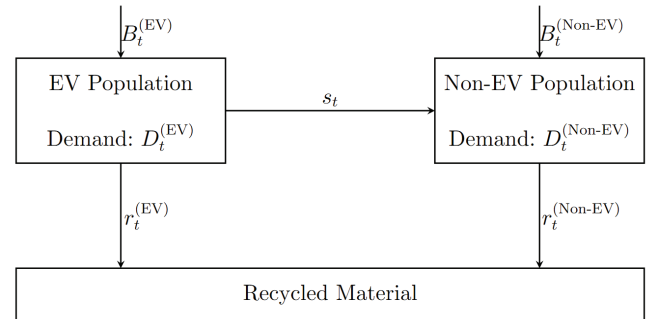 B_t^(EV)
B_t^(Non-EV)
EV Population
Demand: D_t^(EV)
s_t
Non-EV Population
Demand: D_t^(Non-EV)
r_t^(EV)
r_t^(Non-EV)
Recycled Material